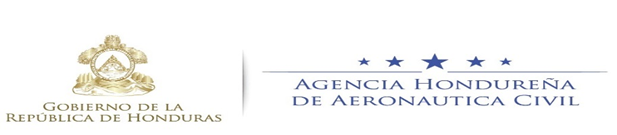 GOBIERNO DE LA
REPÚBLICA DE HONDURAS
AGENCIA HONDUREÑA
DE AERONAUTICA CIVIL